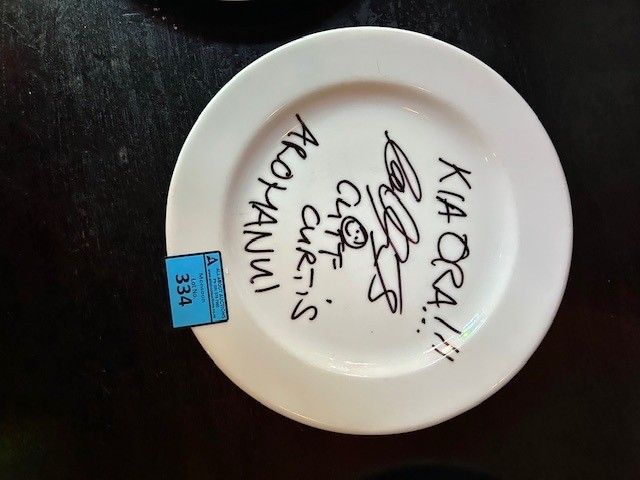 KIA ORA!!!
CLIFF
CURTIS
AROHANUI
334